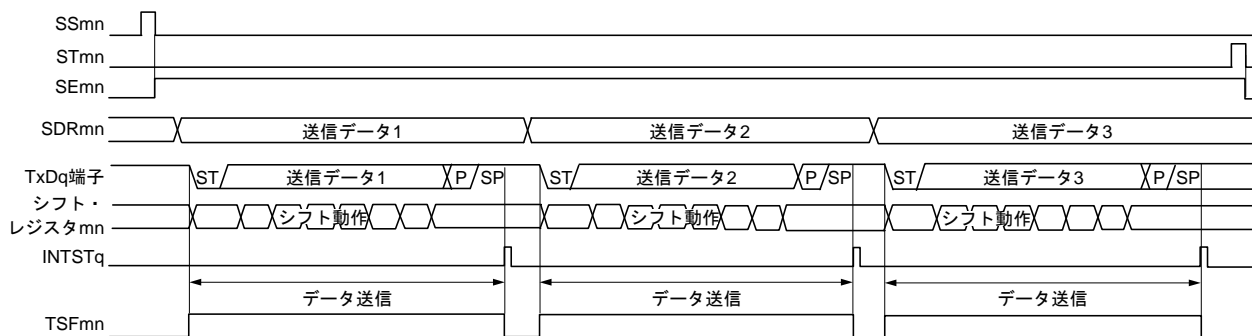 SSmn
STmn
SEmn
SDRmn 送信データ1 送信データ2 送信データ3
TxDq端子 ST 送信データ1 P SP ST 送信データ2 P SP ST 送信データ3 P SP
シフト・
レジスタmn シフト動作 シフト動作 シフト動作
INTSTq
データ送信 データ送信 データ送信
TSFmn